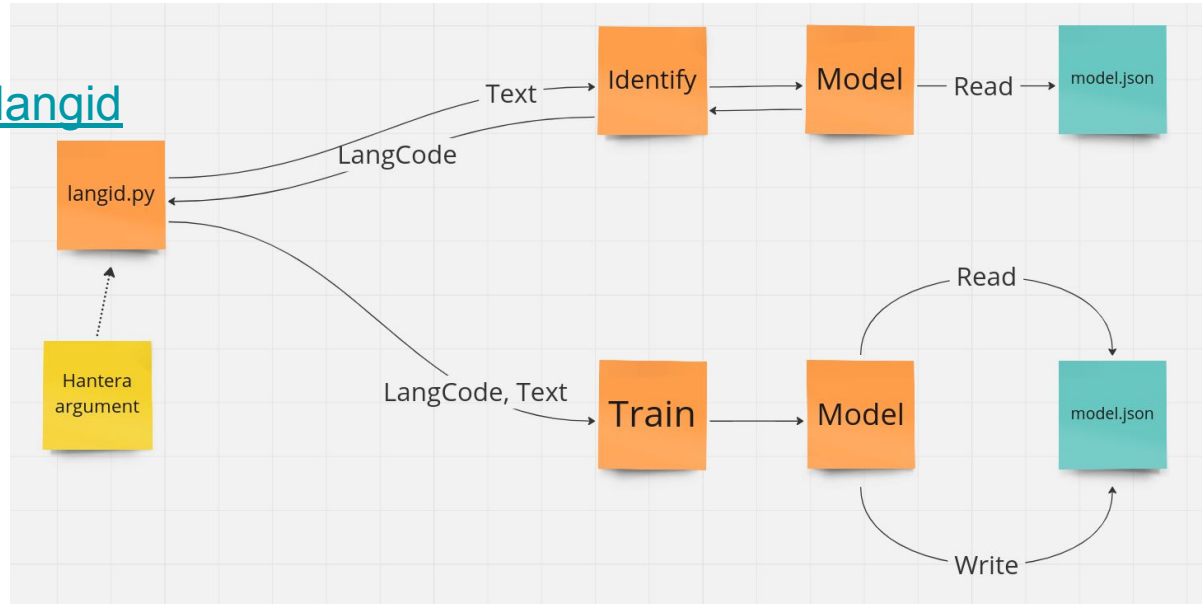 langid
langid.py
Hantera
argument
Text
LangCode
Identify
Model
Read
model.json
LangCode, Text
Train
Model
Read
Write
model.json